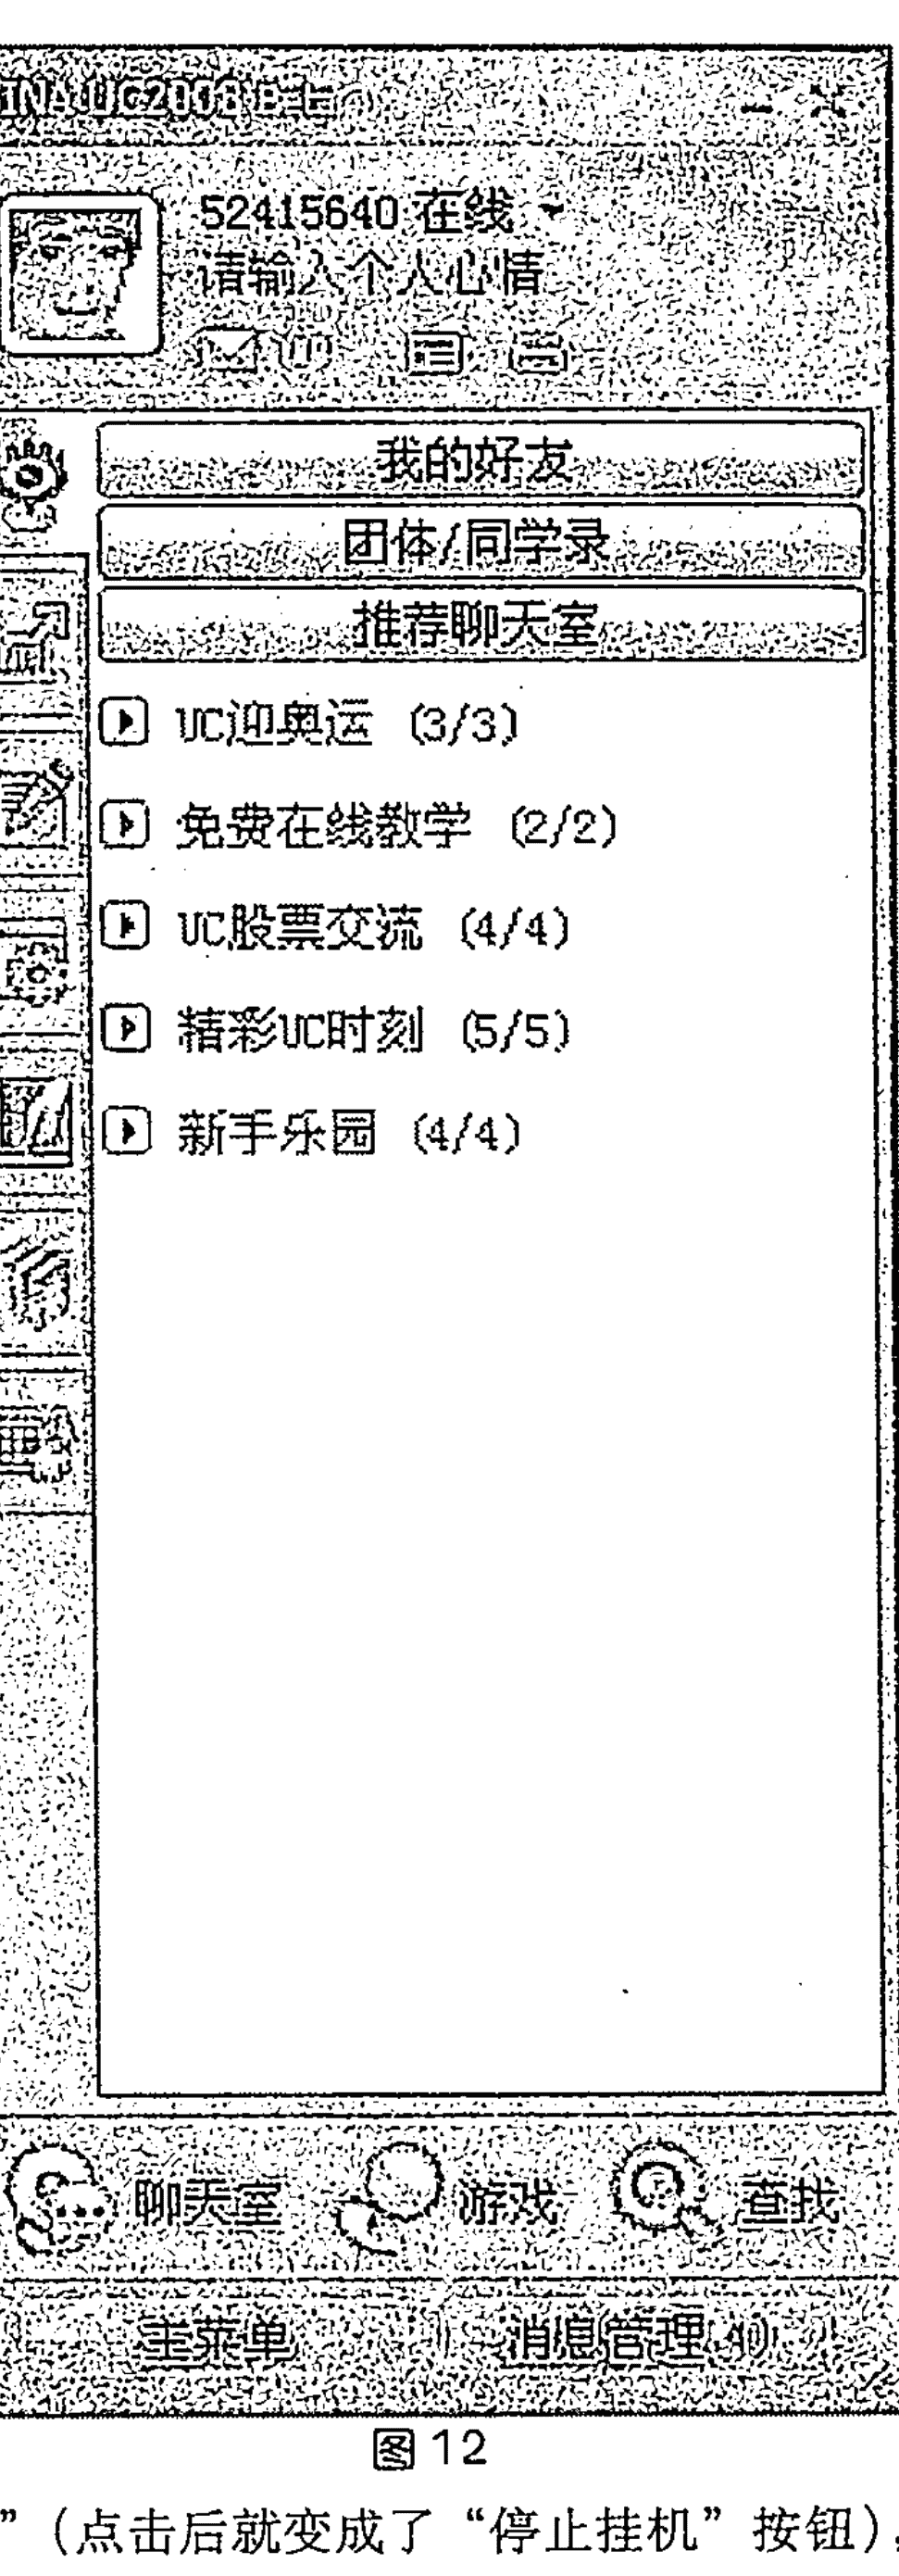 INA UC2008
52415640 在线
请输入个人心情
我的好友
团体/同学录
推荐聊天室
UC迎奥运 (3/3)
免费在线教学 (2/2)
UC股票交流 (4/4)
精彩UC时刻 (5/5)
新手乐园 (4/4)
聊天室 游戏 查找
主菜单 消息管理
图 12
”（点击后就变成了“停止挂机”按钮），